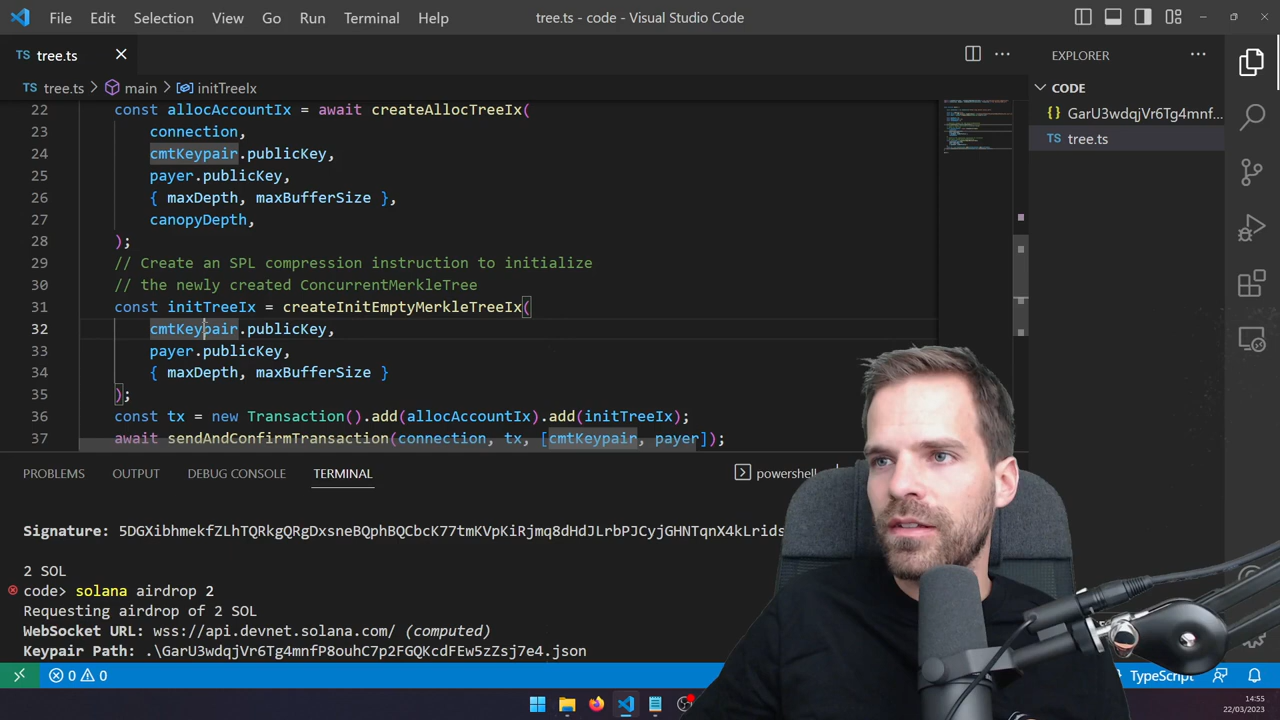 File Edit Selection View Go Run Terminal Help tree.ts - code - Visual Studio Code
TS tree.ts
EXPLORER
TS tree.ts > main > initTreeIx
CODE
{} GarU3wdqjVr6Tg4mnf...
TS tree.ts
22 const allocAccountIx = await createAllocTreeIx(
23 connection,
24 cmtKeypair.publicKey,
25 payer.publicKey,
26 { maxDepth, maxBufferSize },
27 canopyDepth,
28 );
29 // Create an SPL compression instruction to initialize
30 // the newly created ConcurrentMerkleTree
31 const initTreeIx = createInitEmptyMerkleTreeIx(
32 cmtKeypair.publicKey,
33 payer.publicKey,
34 { maxDepth, maxBufferSize }
35 );
36 const tx = new Transaction().add(allocAccountIx).add(initTreeIx);
37 await sendAndConfirmTransaction(connection, tx, [cmtKeypair, payer]);
PROBLEMS OUTPUT DEBUG CONSOLE TERMINAL powershell
Signature: 5DGXibhmekfZLhTQRkgQRgDxsneBQphBQCbcK77tmKVpKiRjmq8dHdJLrbPJCyjGHNTqnX4kLrids
2 SOL
code> solana airdrop 2
Requesting airdrop of 2 SOL
WebSocket URL: wss://api.devnet.solana.com/ (computed)
Keypair Path: .\GarU3wdqjVr6Tg4mnfP8ouhC7p2FGQKcdFEw5zZsj7e4.json
0 0 TypeScript
14:55
22/03/2023